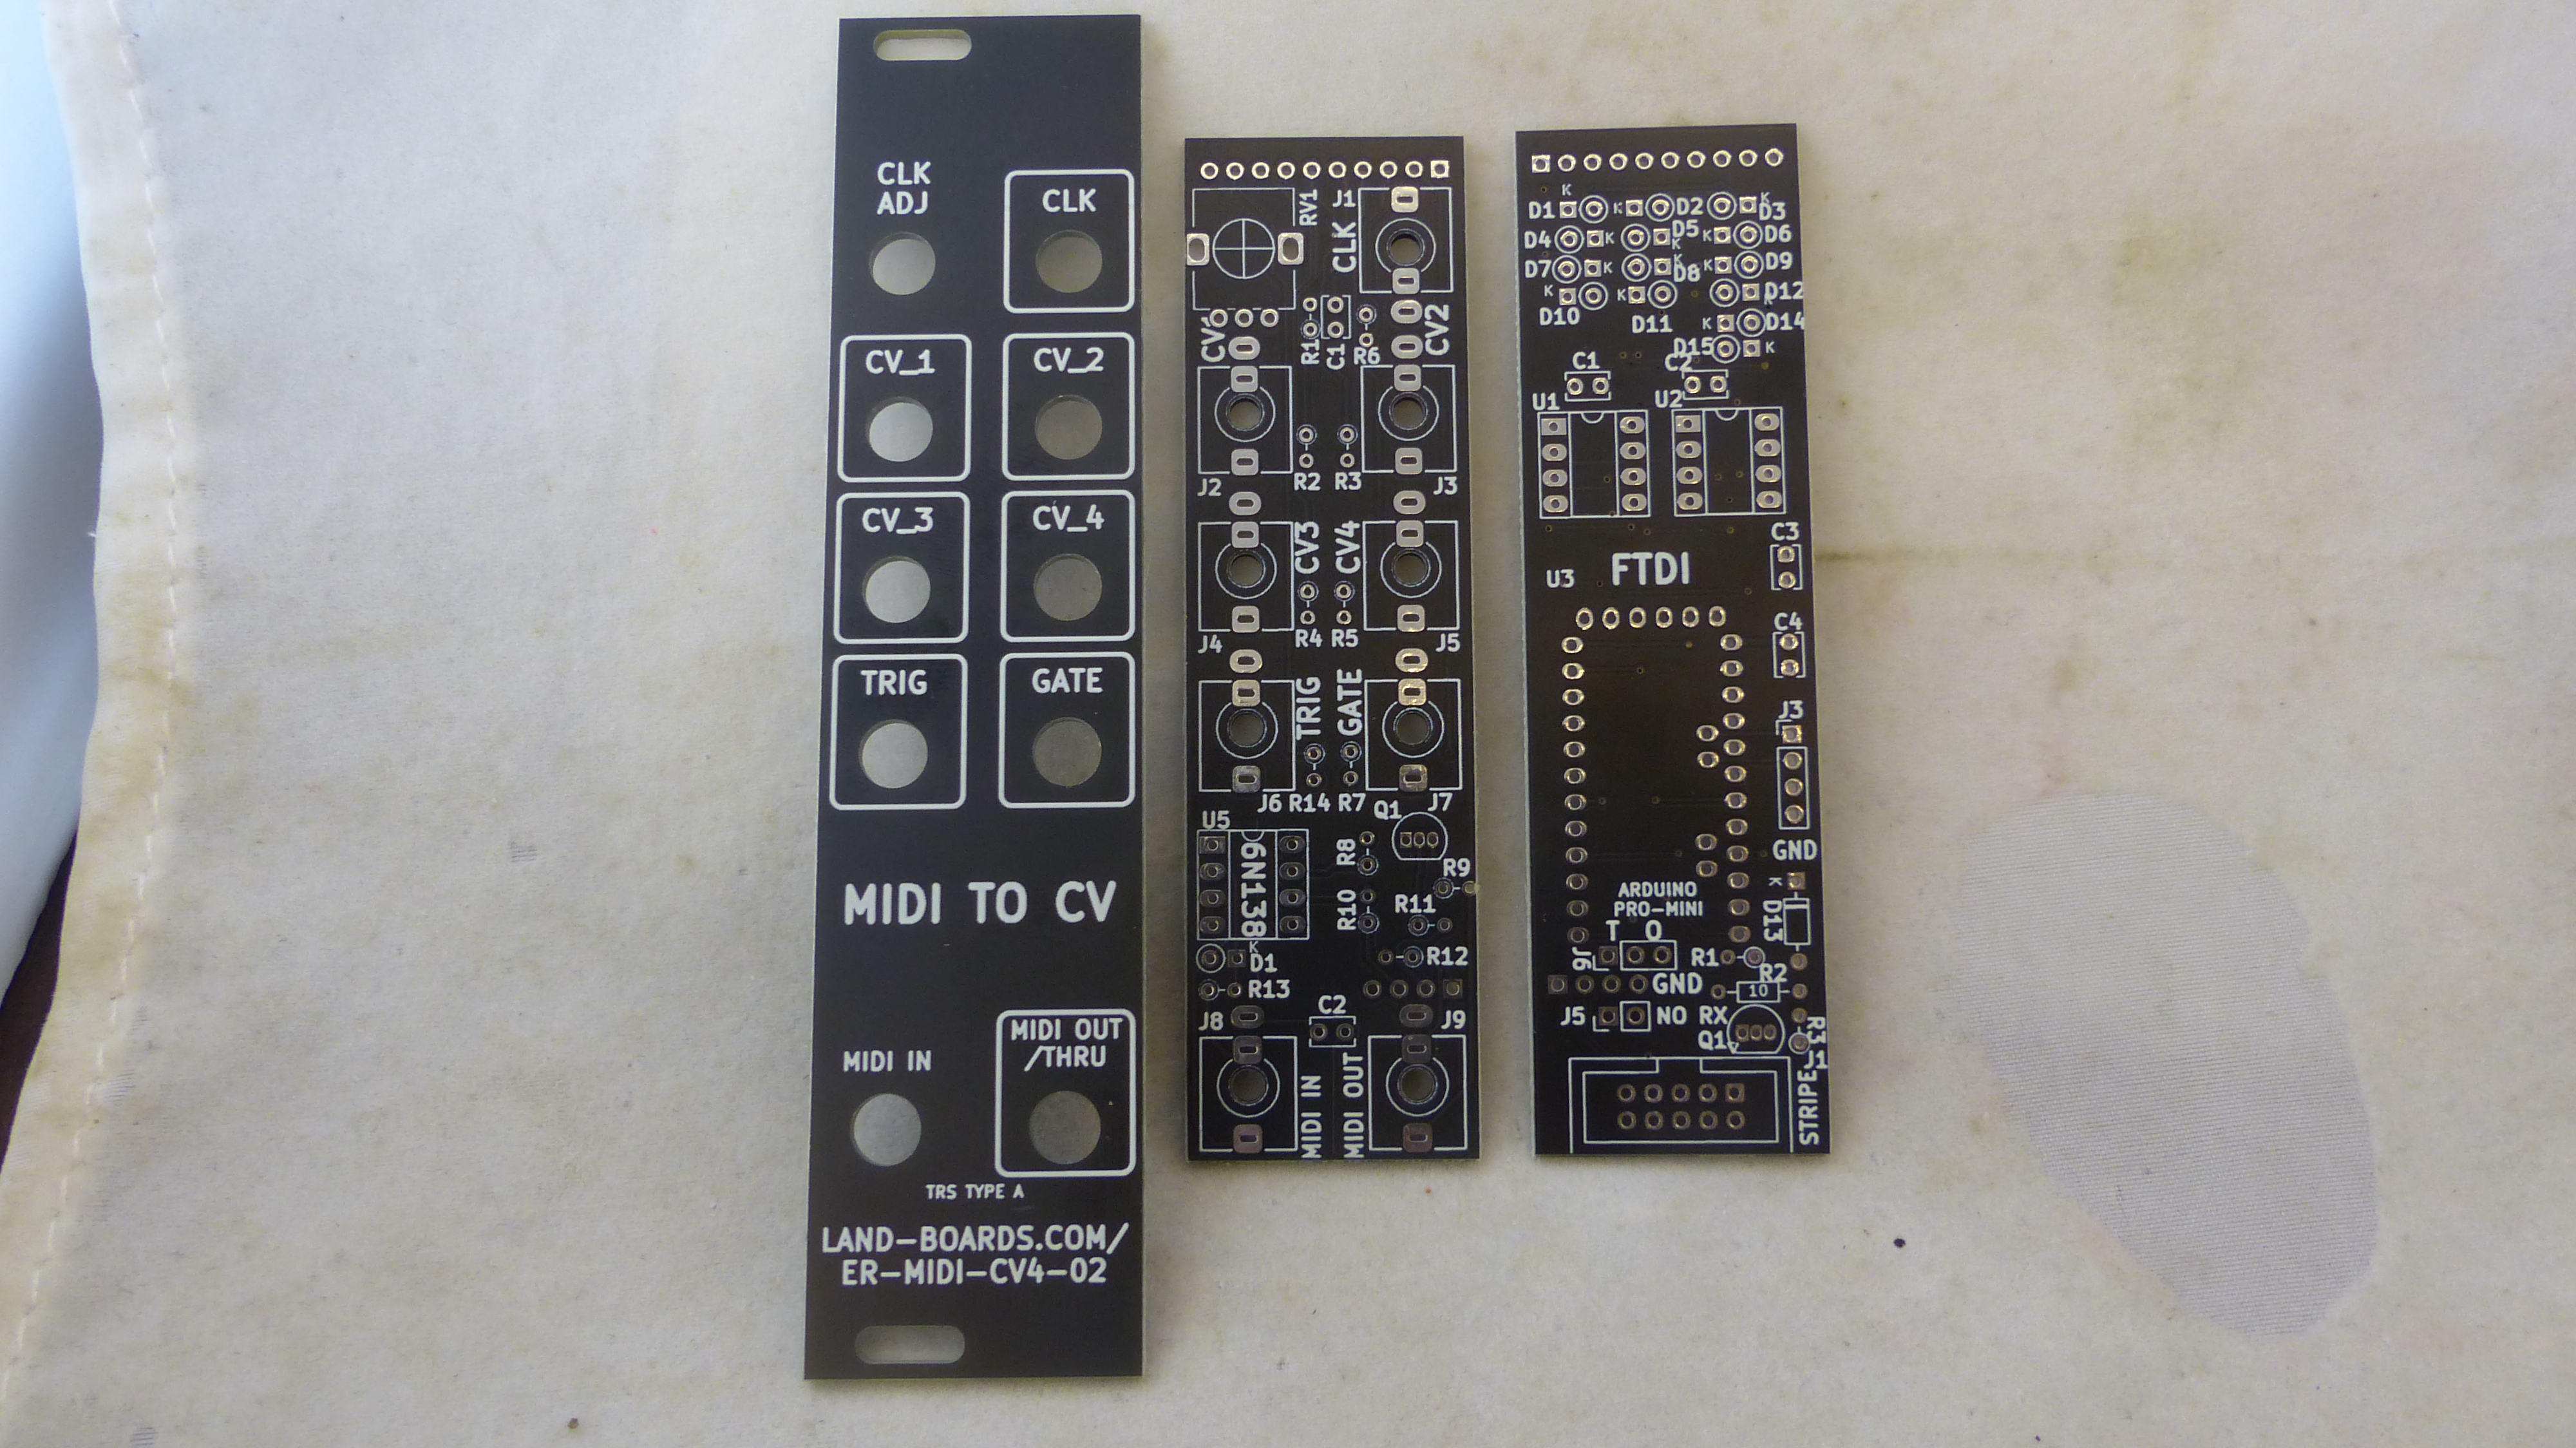 CLK
ADJ
CLK
CV_1
CV_2
CV_3
CV_4
TRIG
GATE
MIDI TO CV
MIDI IN
MIDI OUT
/THRU
TRS TYPE A
LAND-BOARDS.COM/
ER-MIDI-CV4-02
RV1
J1
CLK
CV
CV2
R1
C1
R6
J2
R2
R3
J3
CV3
CV4
J4
R4
R5
J5
TRIG
GATE
J6
R14
R7
Q1
J7
U5
6N138
R8
R9
R10
R11
K
D1
R12
R13
C2
J8
J9
MIDI IN
MIDI OUT
K
D1
K
D2
K
D3
D4
K
D5
K
K
D6
D7
K
K
D8
K
D9
K
D10
K
D11
D12
K
K
D14
D15
K
C1
C2
U1
U2
C3
U3
FTDI
C4
J3
GND
ARDUINO
PRO-MINI
K
D13
T
O
J6
R1
R2
GND
10
J5
NO RX
Q1
R3
J1
STRIPE